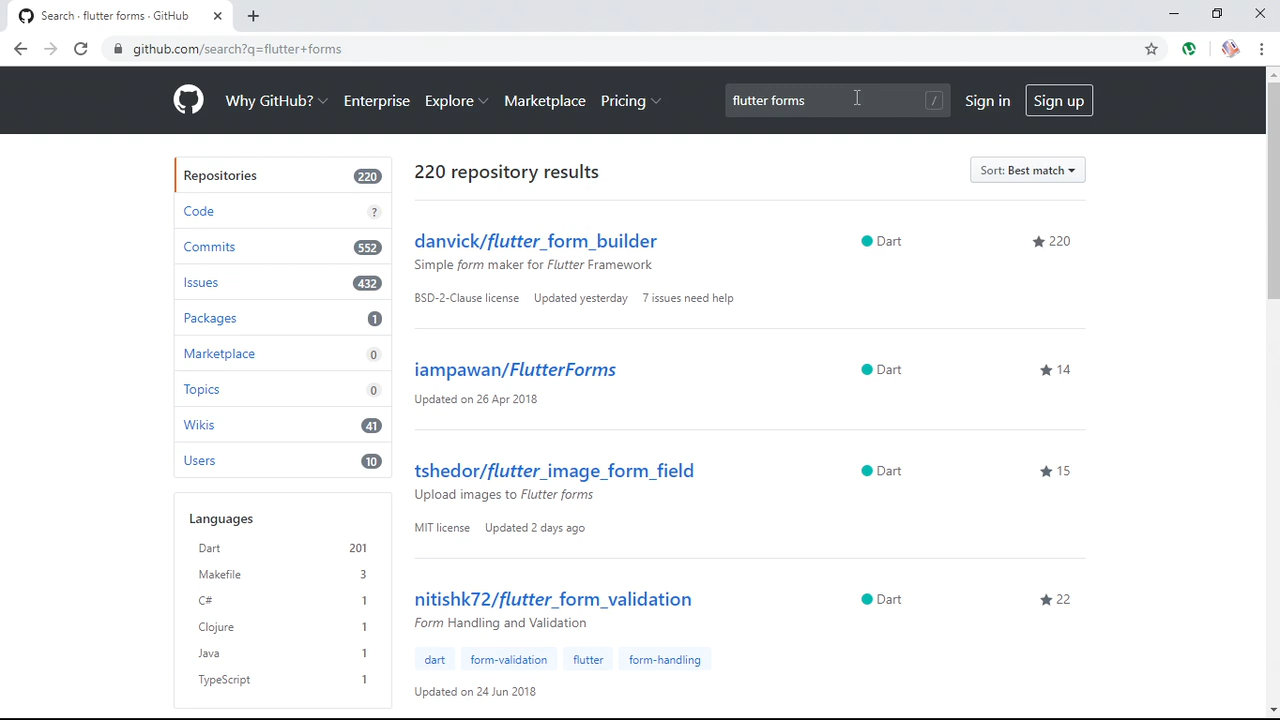 Search · flutter forms · GitHub
github.com/search?q=flutter+forms
Why GitHub? Enterprise Explore Marketplace Pricing flutter forms / Sign in Sign up
Repositories 220
Code ?
Commits 552
Issues 432
Packages 1
Marketplace 0
Topics 0
Wikis 41
Users 10
Languages
Dart 201
Makefile 3
C# 1
Clojure 1
Java 1
TypeScript 1
220 repository results
Sort: Best match
danvick/flutter_form_builder Dart 220
Simple form maker for Flutter Framework
BSD-2-Clause license Updated yesterday 7 issues need help
iampawan/FlutterForms Dart 14
Updated on 26 Apr 2018
tshedor/flutter_image_form_field Dart 15
Upload images to Flutter forms
MIT license Updated 2 days ago
nitishk72/flutter_form_validation Dart 22
Form Handling and Validation
dart form-validation flutter form-handling
Updated on 24 Jun 2018